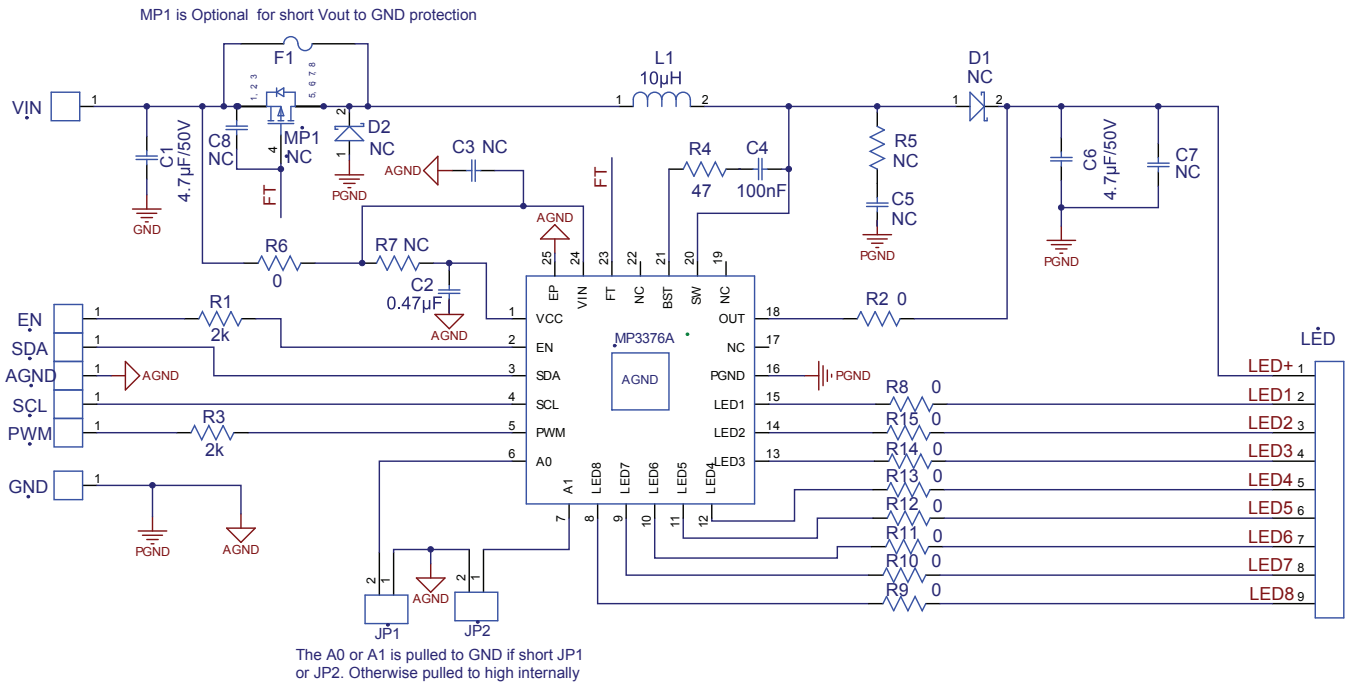 MP1 is Optional for short Vout to GND protection
F1
1, 2 3
5, 6, 7, 8
VIN
1
C1
4.7µF/50V
GND
C8
NC
4
MP1
NC
FT
2
1
D2
NC
PGND
L1
10µH
1
2
D1
NC
1
2
AGND
C3 NC
FT
R4
47
C4
100nF
R5
NC
C5
NC
PGND
C6
4.7µF/50V
C7
NC
PGND
R6
0
R7 NC
C2
0.47µF
AGND
AGND
25
24
23
22
21
20
19
EP
VIN
FT
NC
BST
SW
NC
MP3376A
AGND
1
VCC
2
EN
3
SDA
4
SCL
5
PWM
6
A0
OUT
18
NC
17
PGND
16
LED1
15
LED2
14
LED3
13
A1
LED8
LED7
LED6
LED5
LED4
7
8
9
10
11
12
R2 0
PGND
EN
1
R1
2k
SDA
1
AGND
1
AGND
SCL
1
PWM
1
R3
2k
GND
1
PGND
AGND
LED
LED+ 1
R8 0
LED1 2
R15 0
LED2 3
R14 0
LED3 4
R13 0
LED4 5
R12 0
LED5 6
R11 0
LED6 7
R10 0
LED7 8
R9 0
LED8 9
2
1
JP1
AGND
2
1
JP2
The A0 or A1 is pulled to GND if short JP1
or JP2. Otherwise pulled to high internally